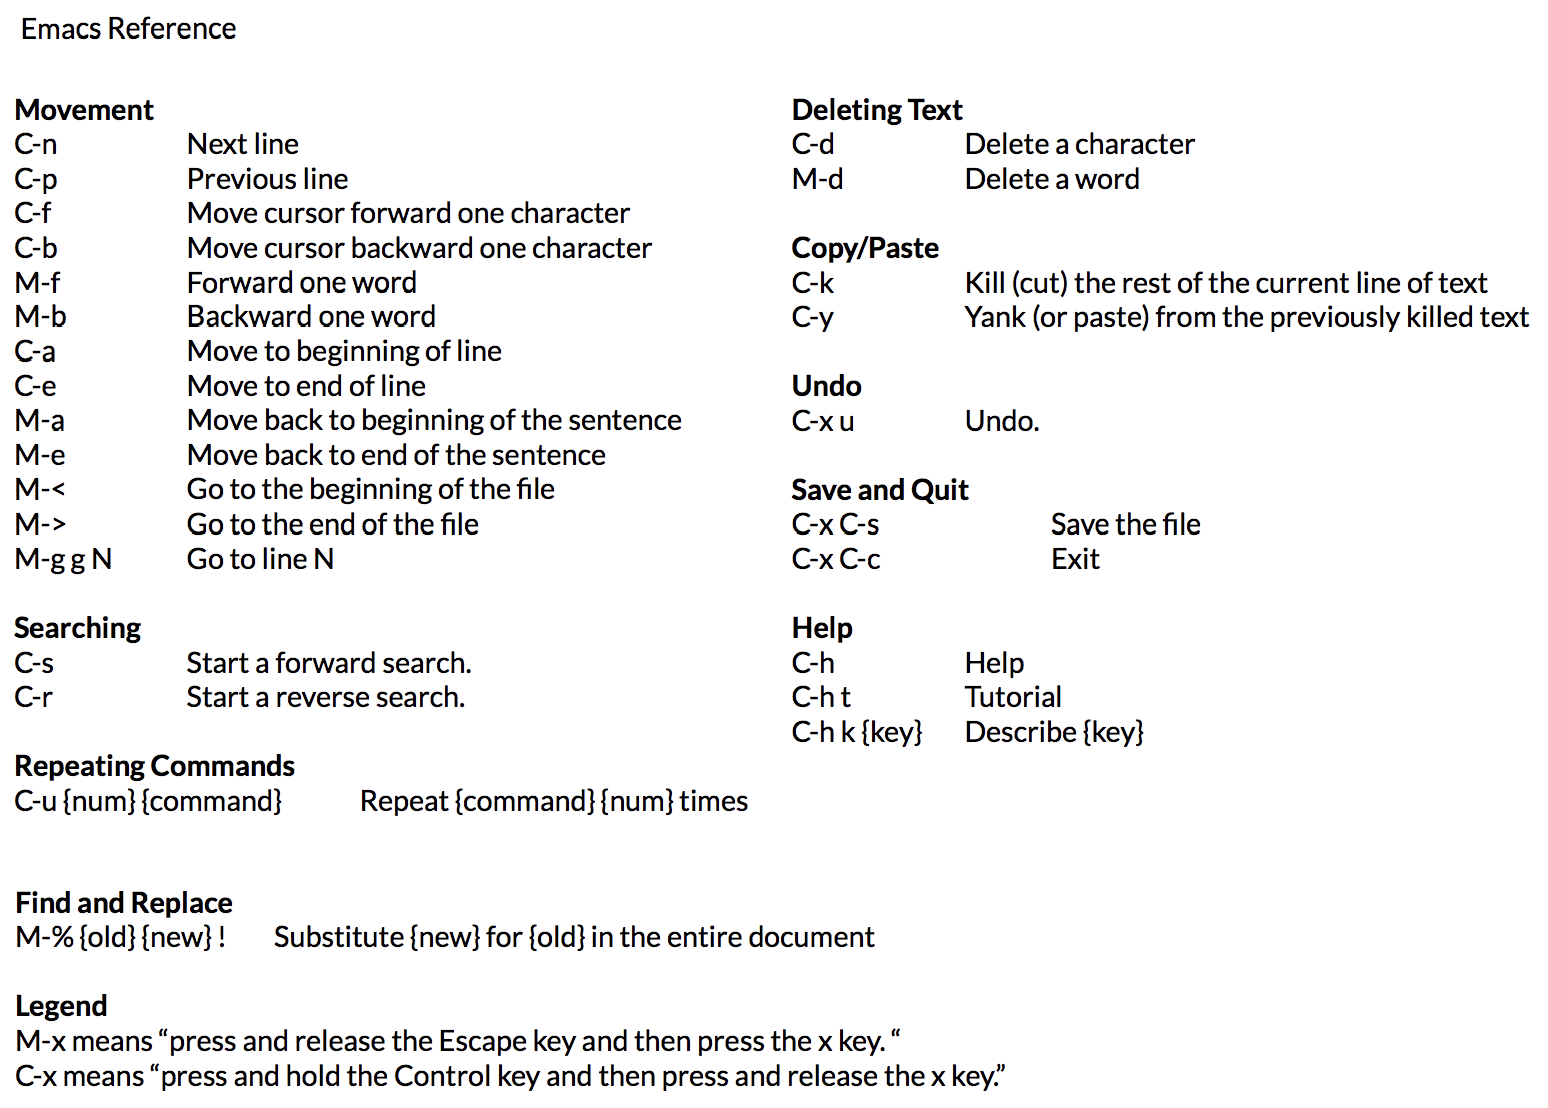 Emacs Reference
Movement
C-n Next line
C-p Previous line
C-f Move cursor forward one character
C-b Move cursor backward one character
M-f Forward one word
M-b Backward one word
C-a Move to beginning of line
C-e Move to end of line
M-a Move back to beginning of the sentence
M-e Move back to end of the sentence
M-< Go to the beginning of the file
M-> Go to the end of the file
M-g g N Go to line N
Searching
C-s Start a forward search.
C-r Start a reverse search.
Repeating Commands
C-u {num} {command} Repeat {command} {num} times
Deleting Text
C-d Delete a character
M-d Delete a word
Copy/Paste
C-k Kill (cut) the rest of the current line of text
C-y Yank (or paste) from the previously killed text
Undo
C-x u Undo.
Save and Quit
C-x C-s Save the file
C-x C-c Exit
Help
C-h Help
C-h t Tutorial
C-h k {key} Describe {key}
Find and Replace
M-% {old} {new} ! Substitute {new} for {old} in the entire document
Legend
M-x means “press and release the Escape key and then press the x key. “
C-x means “press and hold the Control key and then press and release the x key.”